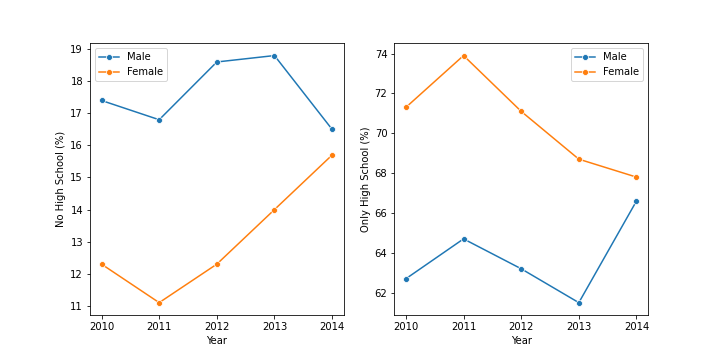 19
18
17
16
15
14
13
12
11
No High School (%)
Male
Female
2010 2011 2012 2013 2014
Year
74
72
70
68
66
64
62
Only High School (%)
Male
Female
2010 2011 2012 2013 2014
Year